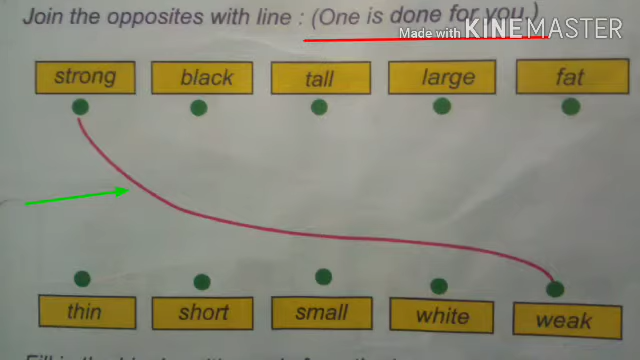 Join the opposites with line : (One is done for you.)
Made with KINEMASTER
strong black tall large fat
thin short small white weak